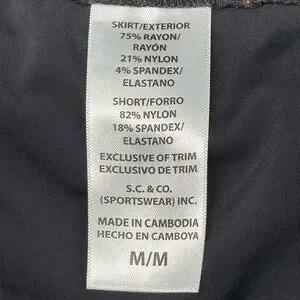 SKIRT/EXTERIOR
75% RAYON/
RAYÓN
21% NYLON
4% SPANDEX/
ELASTANO
SHORT/FORRO
82% NYLON
18% SPANDEX/
ELASTANO
EXCLUSIVE OF TRIM
EXCLUSIVO DE TRIM
S.C. & CO.
(SPORTSWEAR) INC.
MADE IN CAMBODIA
HECHO EN CAMBOYA
M/M